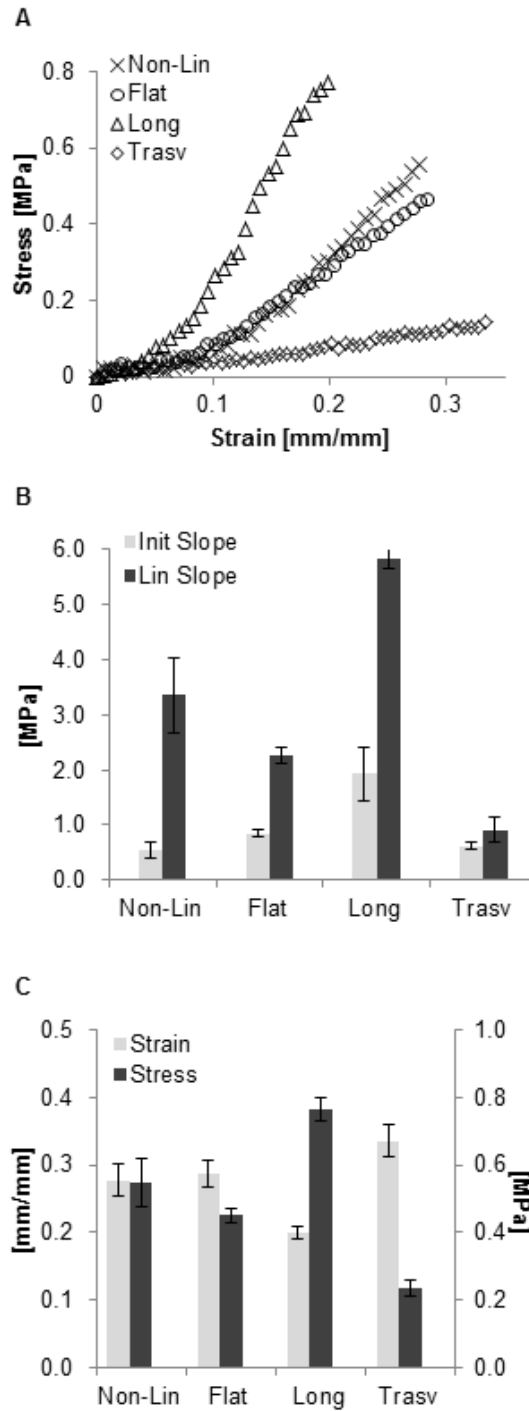 A
Non-Lin
Flat
Long
Trasv
Stress [MPa]
0.8
0.6
0.4
0.2
0
0 0.1 0.2 0.3
Strain [mm/mm]
B
Init Slope
Lin Slope
[MPa]
6.0
5.0
4.0
3.0
2.0
1.0
0.0
Non-Lin Flat Long Trasv
C
Strain
Stress
[mm/mm]
0.5
0.4
0.3
0.2
0.1
0.0
1.0
0.8
0.6
0.4
0.2
0.0
[MPa]
Non-Lin Flat Long Trasv